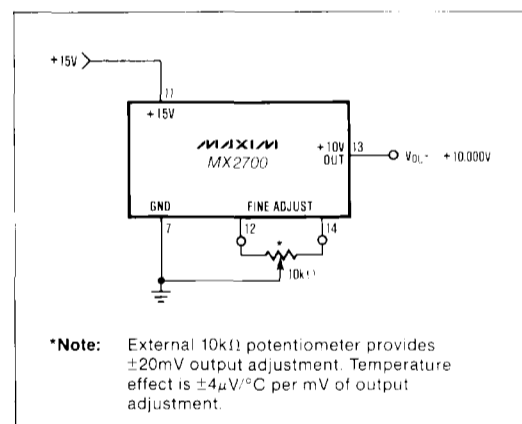 +15V
11
+15V
MAXIM
MX2700
+10V
OUT
13
+10.000V
GND
FINE ADJUST
7
12
14
*
10kΩ
*Note: External 10kΩ potentiometer provides
±20mV output adjustment. Temperature
effect is ±4µV/°C per mV of output
adjustment.